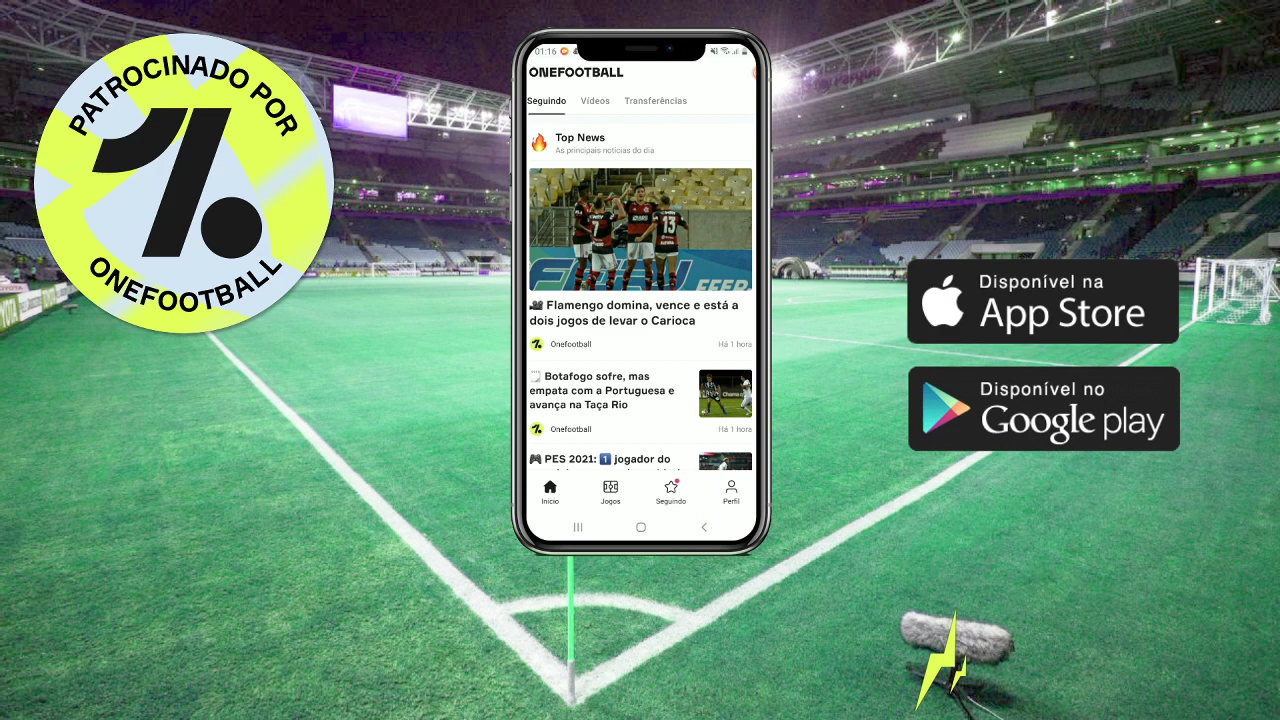 PATROCINADO POR
ONEFOOTBALL
01:16
ONEFOOTBALL
Seguindo Vídeos Transferências
Top News
As principais notícias do dia
7
13
🎥 Flamengo domina, vence e está a
dois jogos de levar o Carioca
Onefootball Há 1 hora
🗒️ Botafogo sofre, mas
empata com a Portuguesa e
avança na Taça Rio
Onefootball Há 1 hora
🎮 PES 2021: 1️⃣ jogador do
Início Jogos Seguindo Perfil
Disponível na
App Store
Disponível no
Google play
TOYOTA